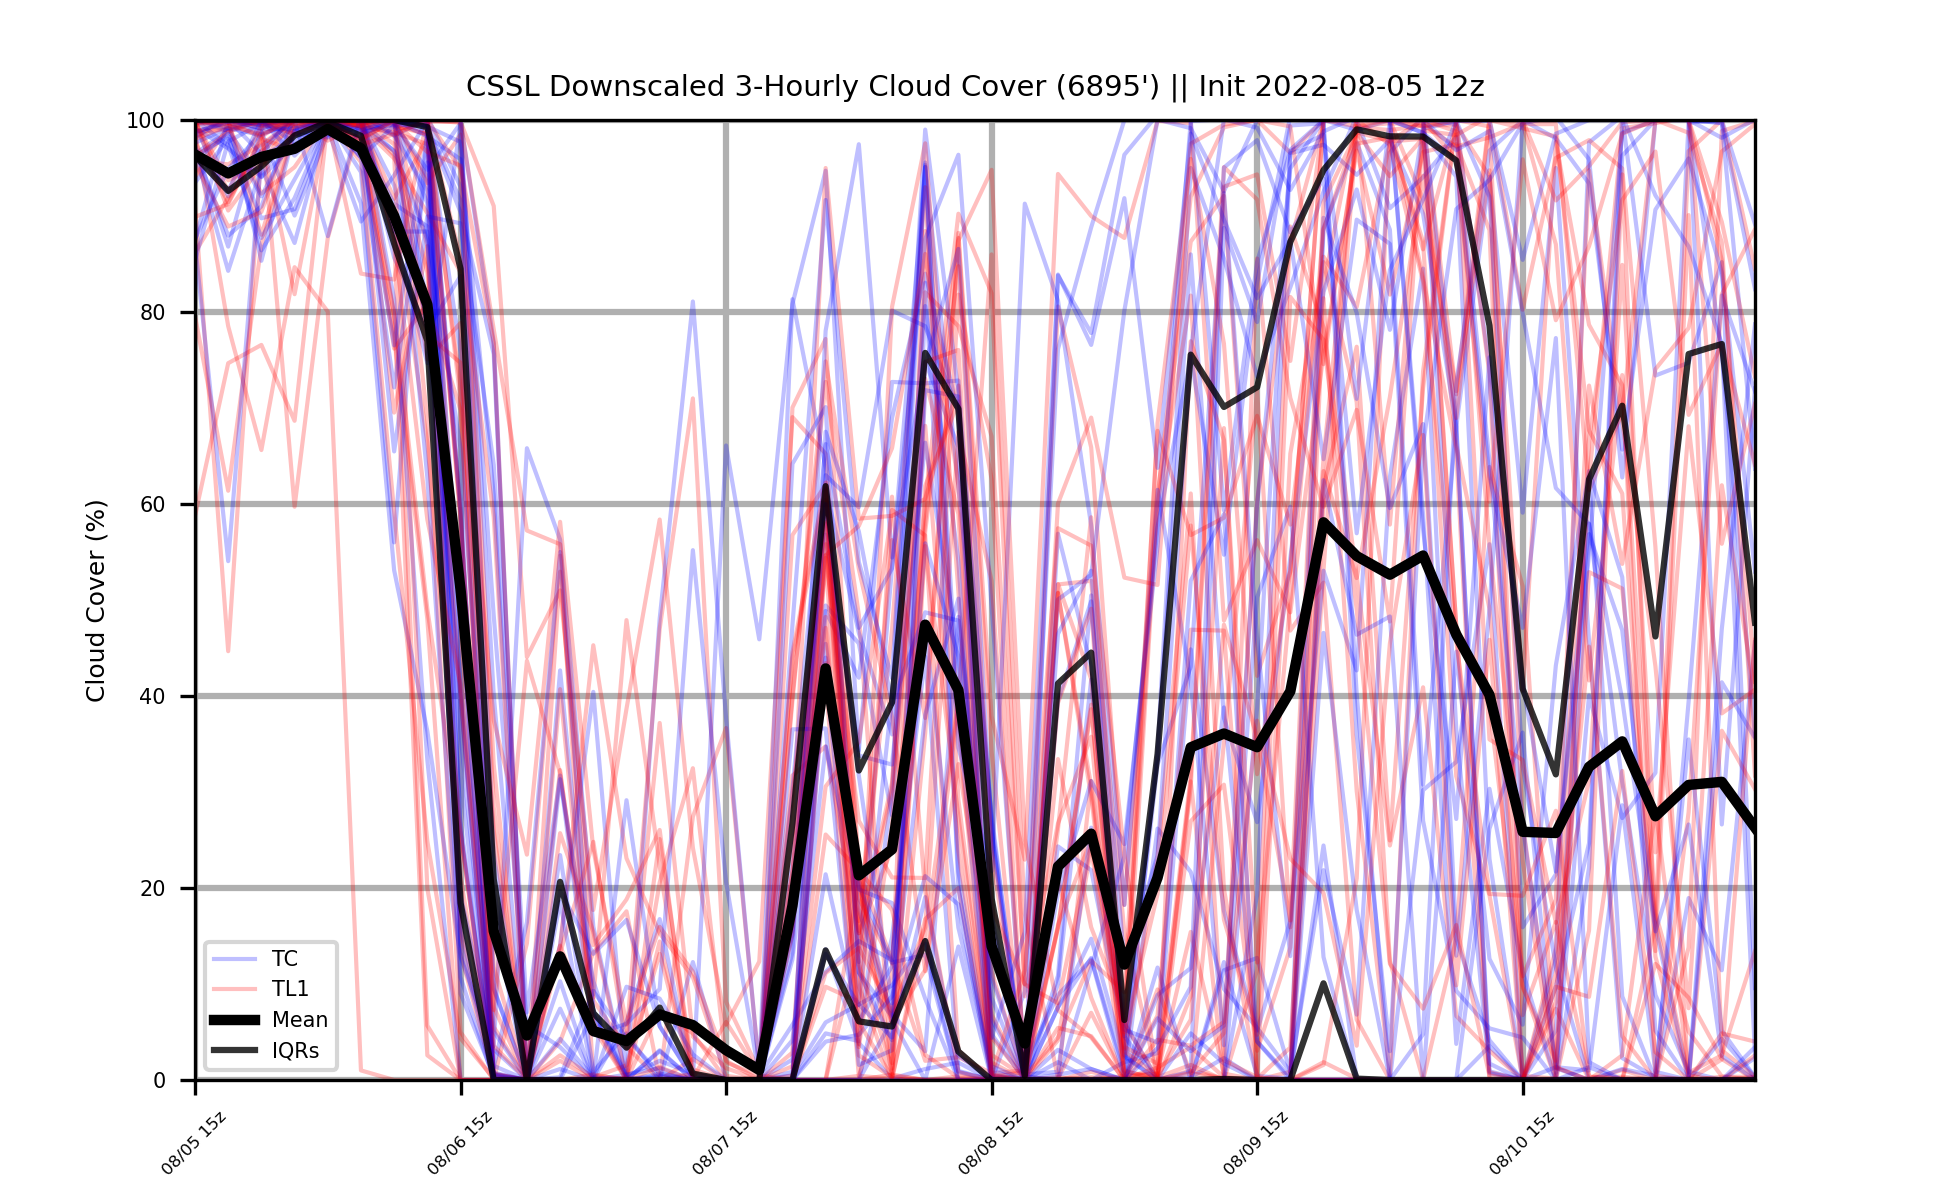 CSSL Downscaled 3-Hourly Cloud Cover (6895') || Init 2022-08-05 12z
100
80
60
40
20
0
Cloud Cover (%)
TC
TL1
Mean
IQRs
08/05 15z
08/06 15z
08/07 15z
08/08 15z
08/09 15z
08/10 15z